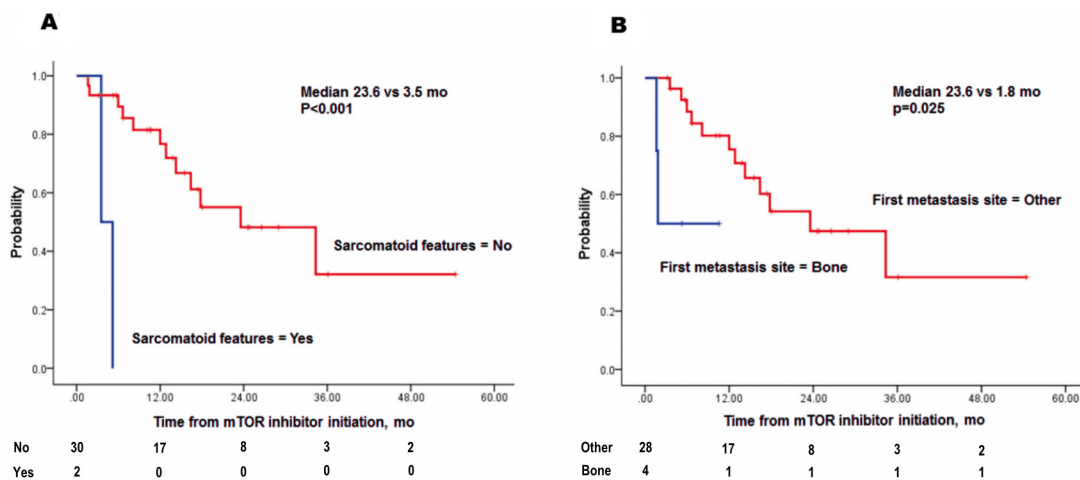 A
Median 23.6 vs 3.5 mo
P<0.001
Probability
1.0
0.8
0.6
0.4
0.2
0.0
Sarcomatoid features = No
Sarcomatoid features = Yes
.00 12.00 24.00 36.00 48.00 60.00
Time from mTOR inhibitor initiation, mo
No 30 17 8 3 2
Yes 2 0 0 0 0
B
Median 23.6 vs 1.8 mo
p=0.025
Probability
1.0
0.8
0.6
0.4
0.2
0.0
First metastasis site = Other
First metastasis site = Bone
.00 12.00 24.00 36.00 48.00 60.00
Time from mTOR inhibitor initiation, mo
Other 28 17 8 3 2
Bone 4 1 1 1 1